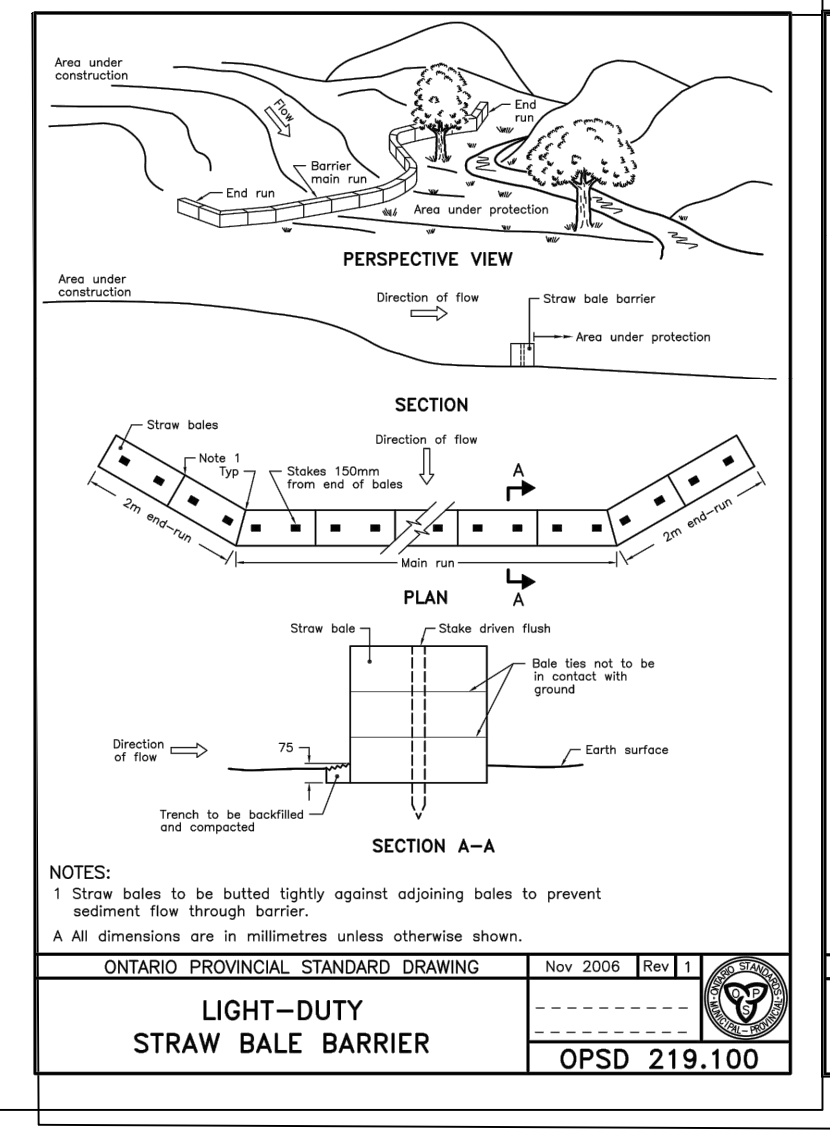 Area under
construction
Flow
End
run
Barrier
main run
End run
Area under protection
PERSPECTIVE VIEW
Area under
construction
Direction of flow
Straw bale barrier
Area under protection
SECTION
Straw bales
Direction of flow
Note 1
Typ
Stakes 150mm
from end of bales
A
2m end-run
2m end-run
Main run
PLAN
A
Straw bale
Stake driven flush
Bale ties not to be
in contact with
ground
Direction
of flow
75
Earth surface
Trench to be backfilled
and compacted
SECTION A-A
NOTES:
1 Straw bales to be butted tightly against adjoining bales to prevent
sediment flow through barrier.
A All dimensions are in millimetres unless otherwise shown.
ONTARIO PROVINCIAL STANDARD DRAWING
Nov 2006
Rev
1
LIGHT-DUTY
STRAW BALE BARRIER
ONTARIO STANDARDS
MUNICIPAL-PROVINCIAL
O P
S
OPSD 219.100